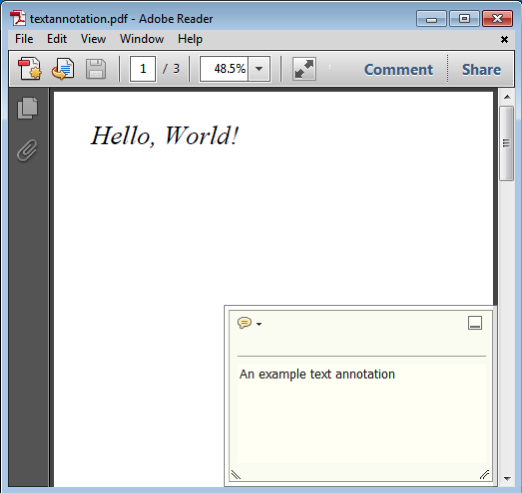 textannotation.pdf - Adobe Reader
File Edit View Window Help
1 / 3 48.5% Comment Share
Hello, World!
An example text annotation